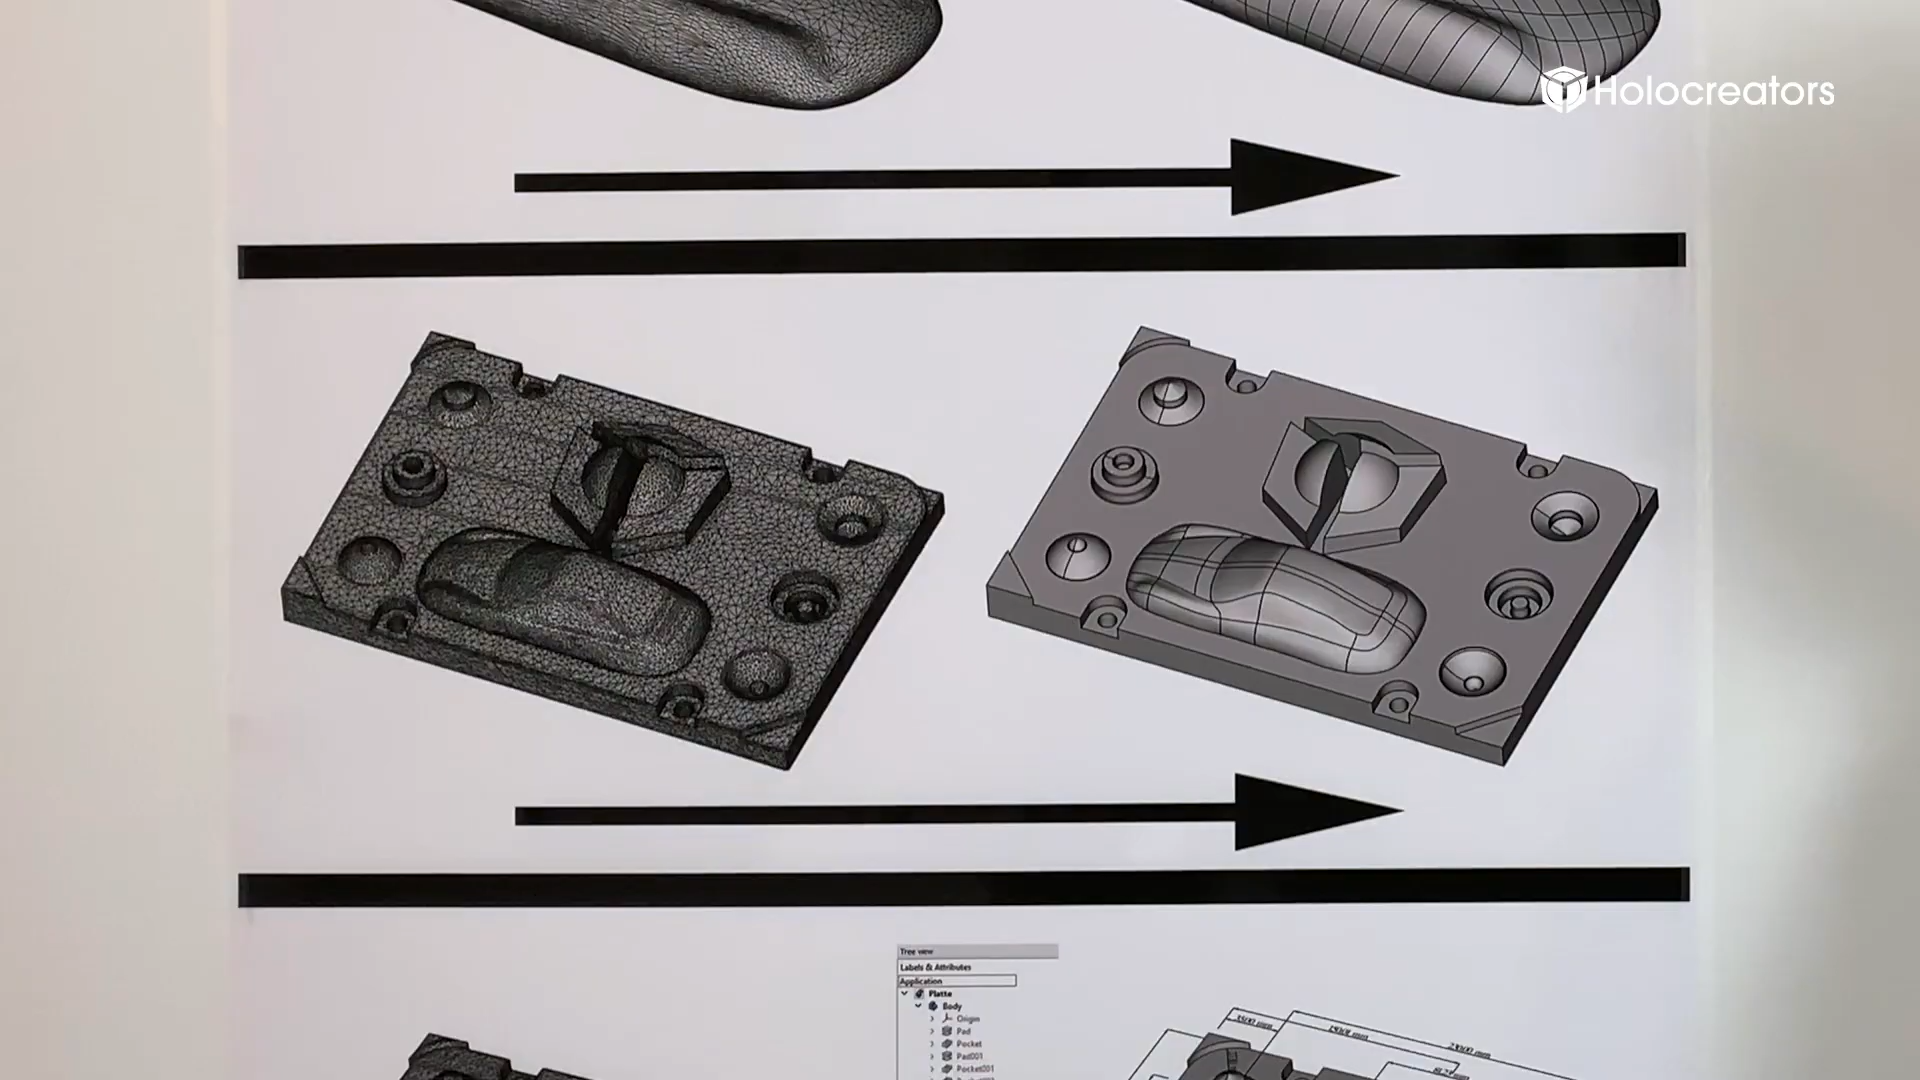 Holocreators
Tree view
Labels & Attributes
Application
Platte
Body
Origin
Pad
Pocket
Pad001
Pocket001